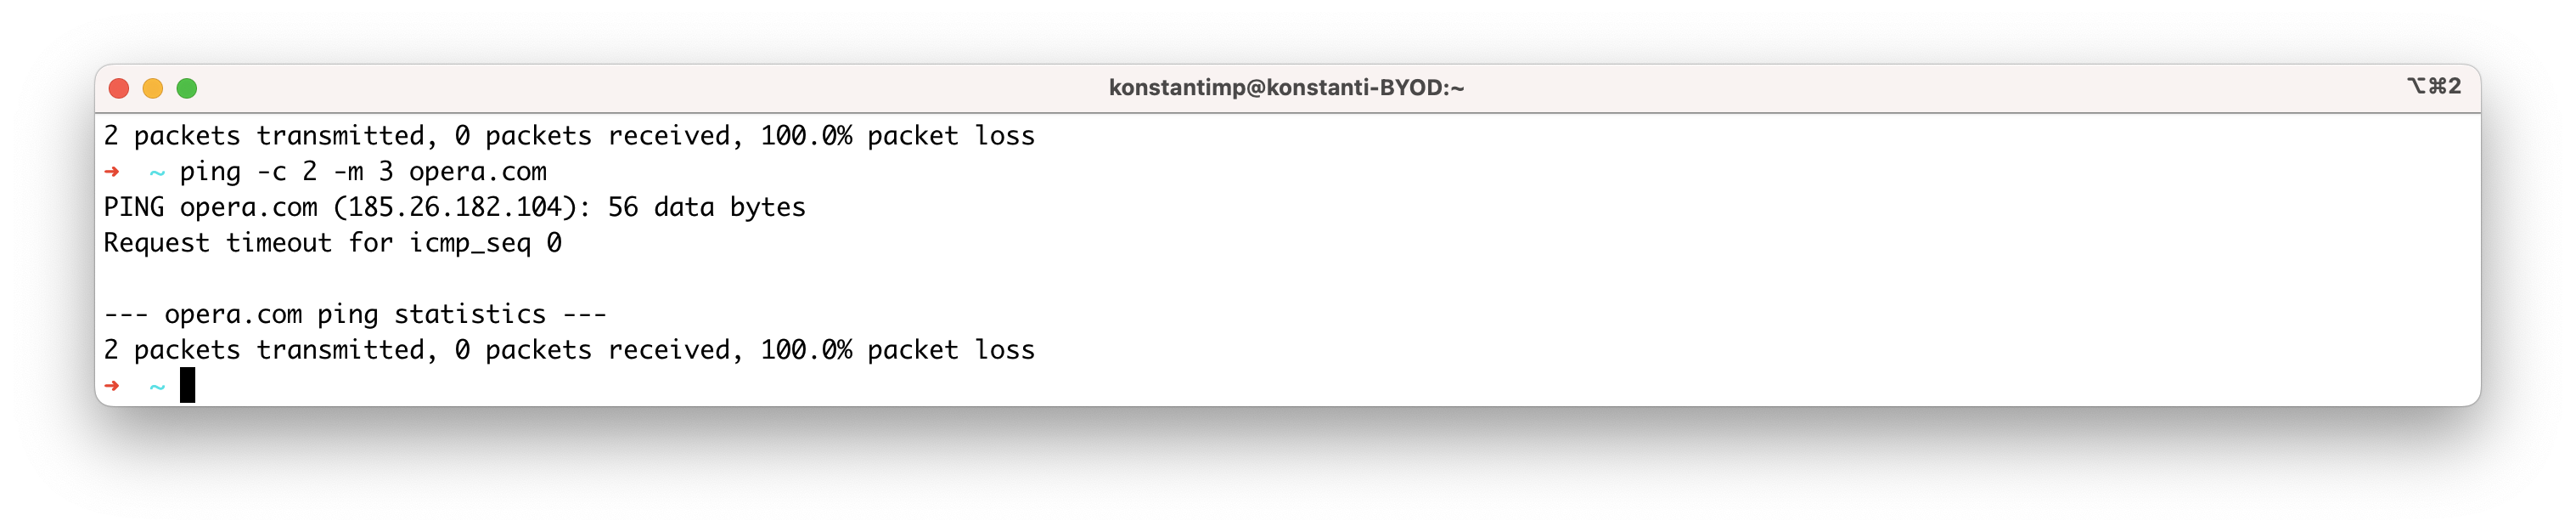 konstantimp@konstanti-BYOD:~
⌥⌘2
2 packets transmitted, 0 packets received, 100.0% packet loss
➜  ~ ping -c 2 -m 3 opera.com
PING opera.com (185.26.182.104): 56 data bytes
Request timeout for icmp_seq 0

--- opera.com ping statistics ---
2 packets transmitted, 0 packets received, 100.0% packet loss
➜  ~